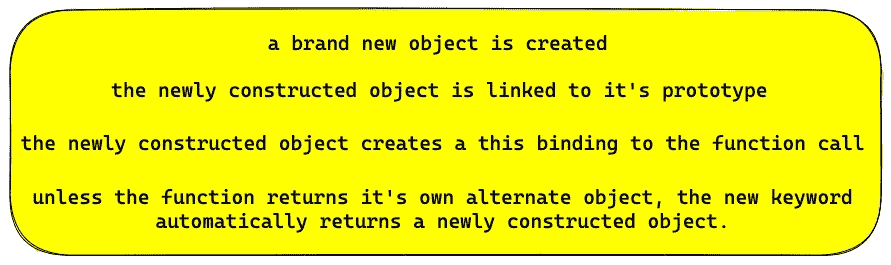 a brand new object is created
the newly constructed object is linked to it's prototype
the newly constructed object creates a this binding to the function call
unless the function returns it's own alternate object, the new keyword
automatically returns a newly constructed object.